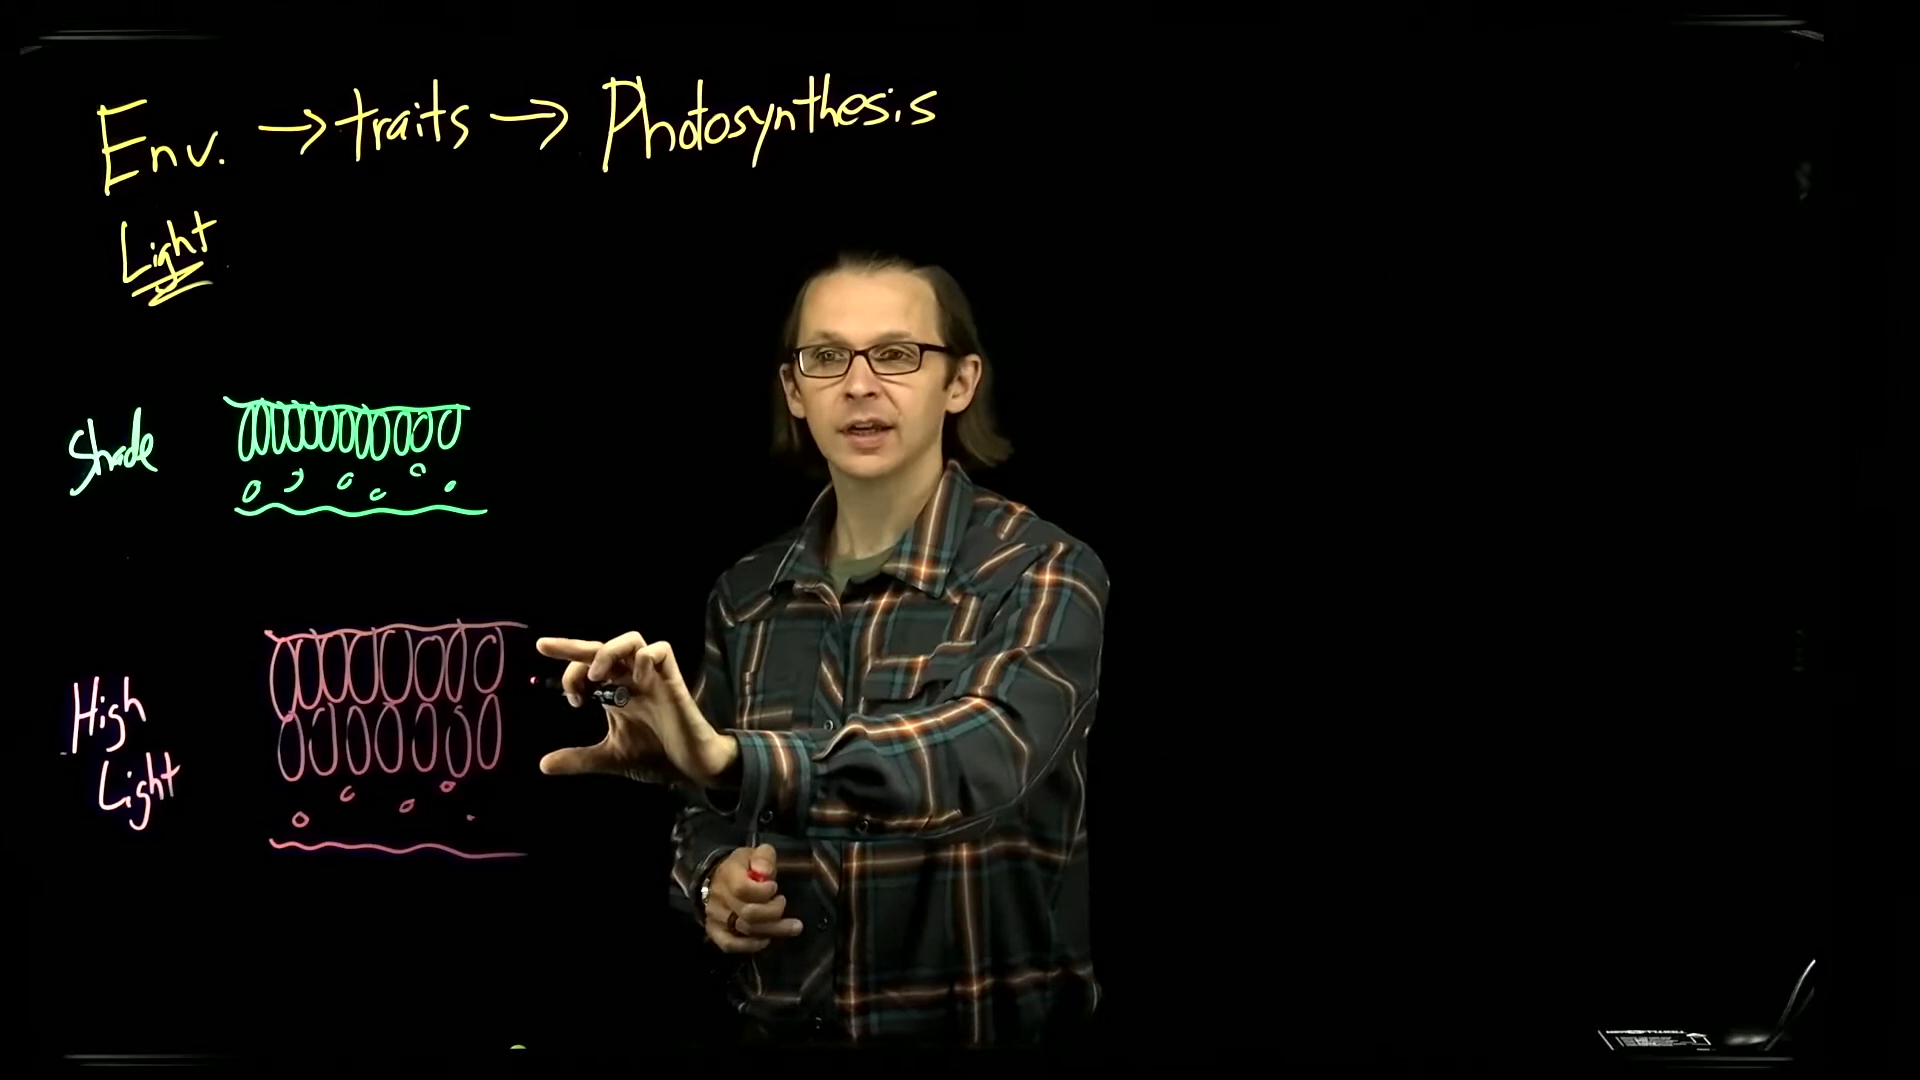 Env. → traits → Photosynthesis
Light
Shade
High
Light